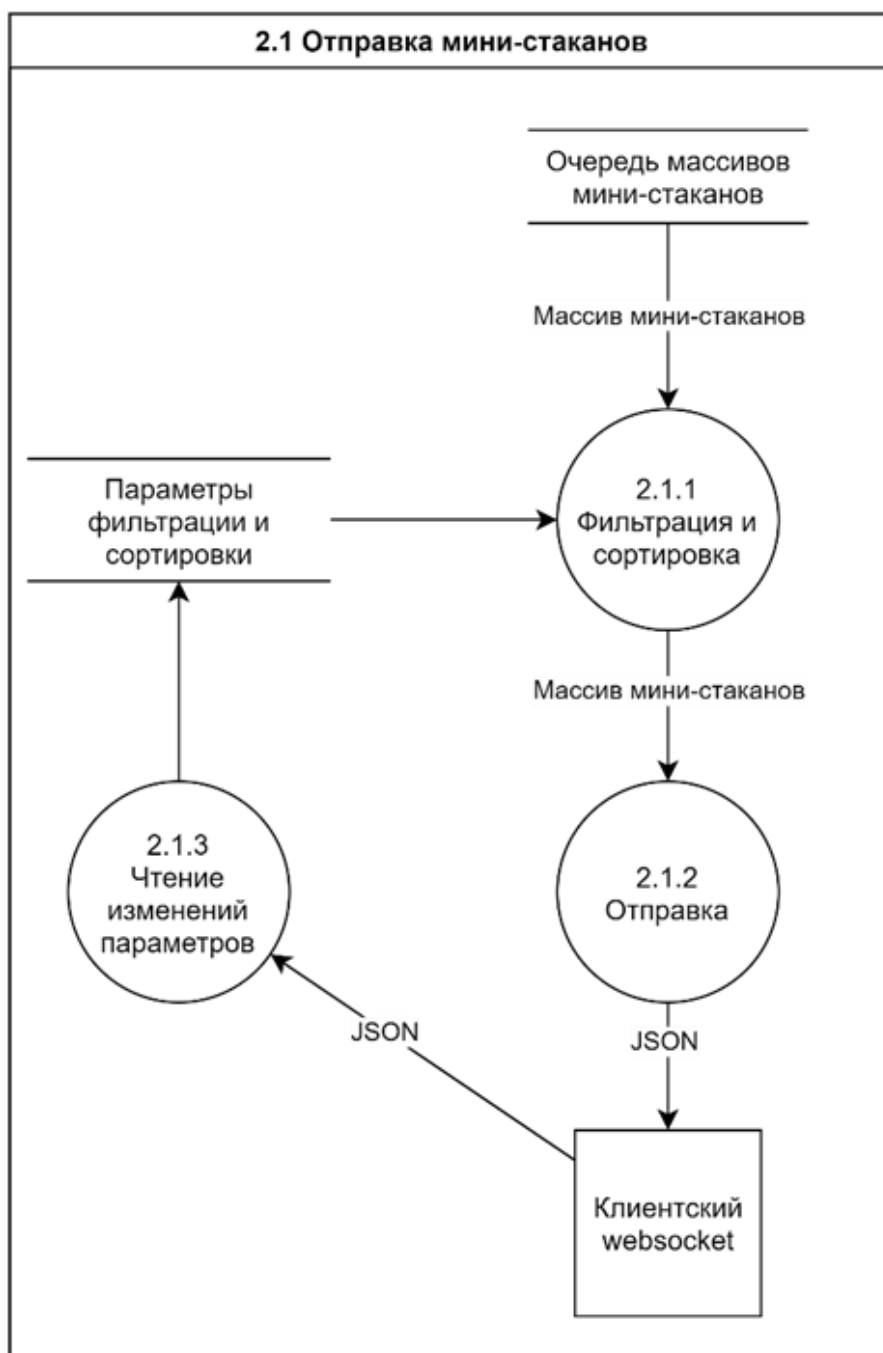 2.1 Отправка мини-стаканов
Очередь массивов
мини-стаканов
Массив мини-стаканов
Параметры
фильтрации и
сортировки
2.1.1
Фильтрация и
сортировка
Массив мини-стаканов
2.1.3
Чтение
изменений
параметров
2.1.2
Отправка
JSON
JSON
Клиентский
websocket